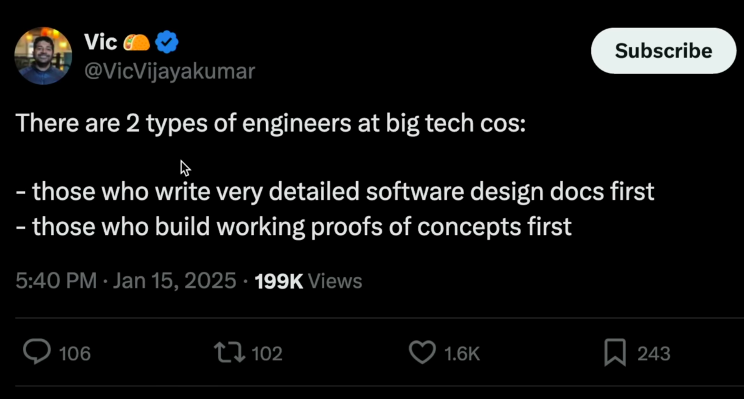 Vic 🌮
Subscribe
@VicVijayakumar
There are 2 types of engineers at big tech cos:
- those who write very detailed software design docs first
- those who build working proofs of concepts first
5:40 PM · Jan 15, 2025 · 199K Views
106 102 1.6K 243